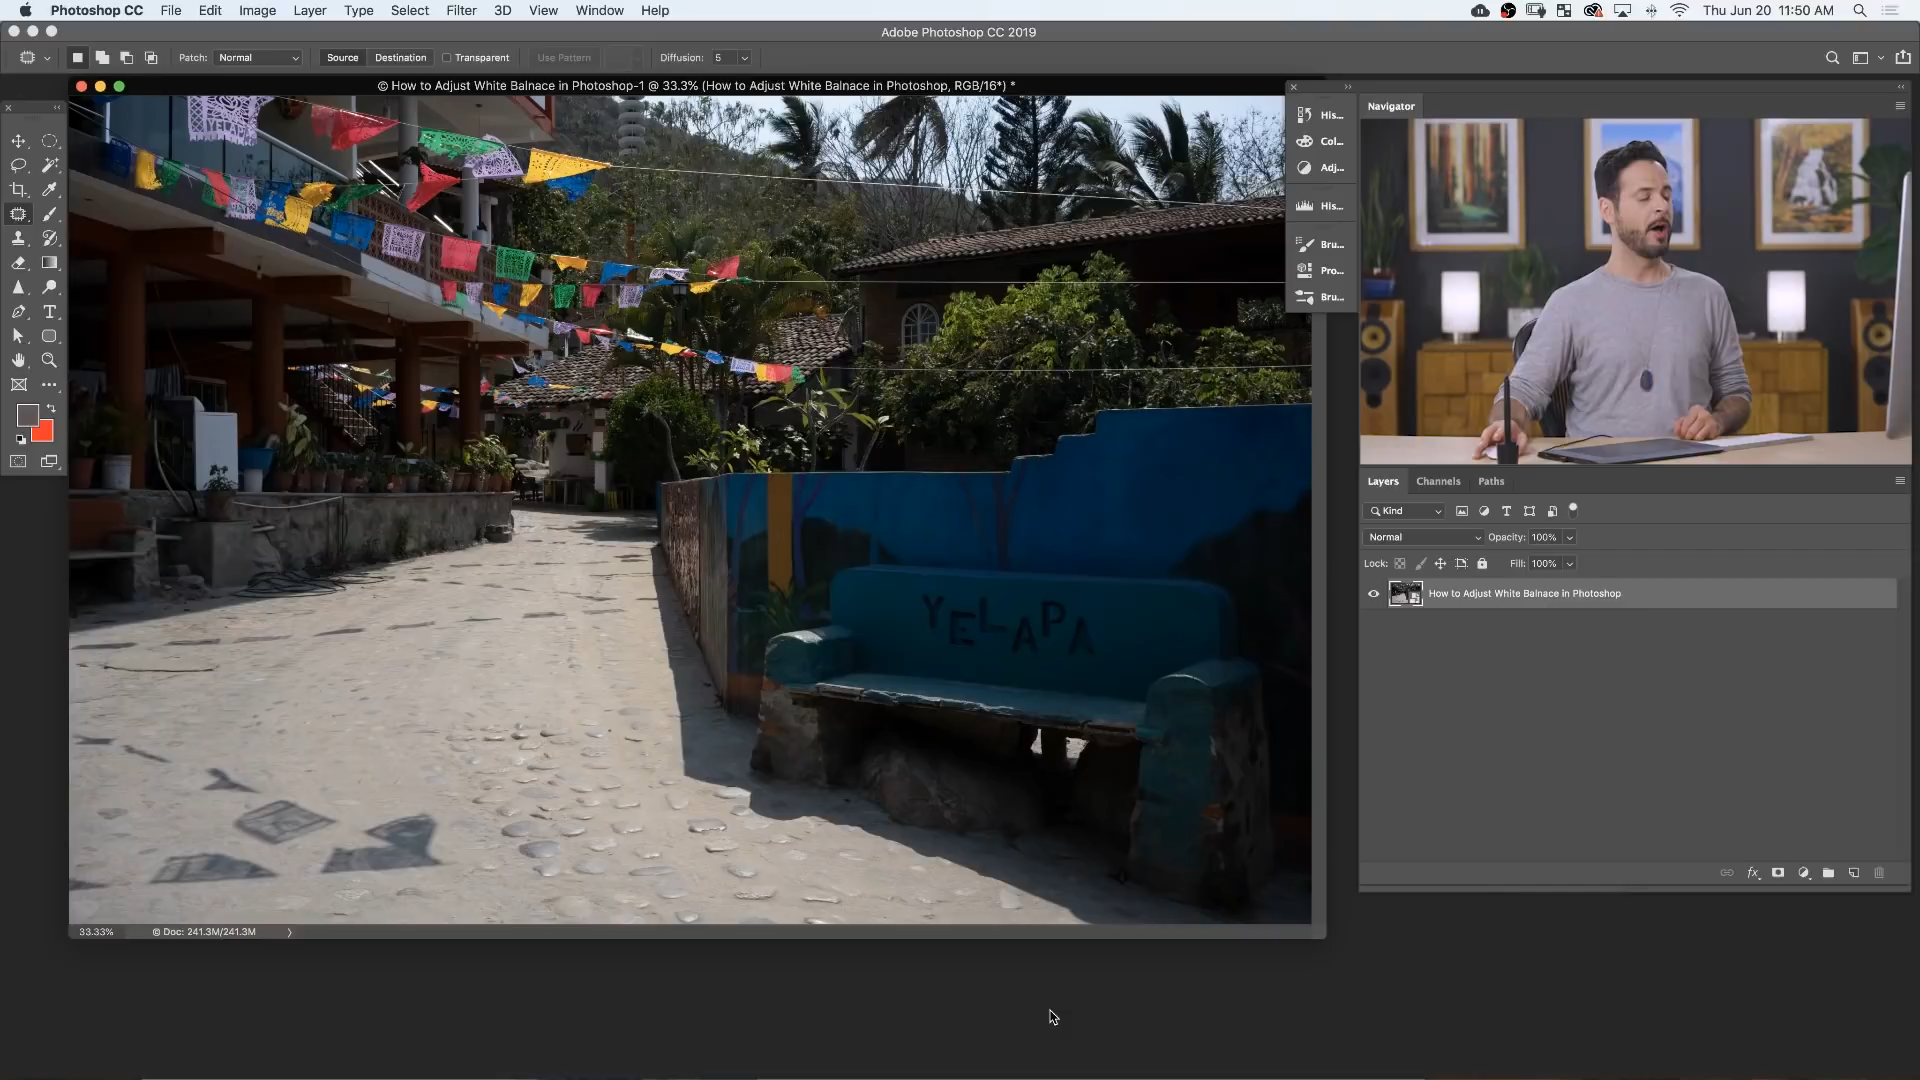 Photoshop CC File Edit Image Layer Type Select Filter 3D View Window Help Thu Jun 20 11:50 AM
Adobe Photoshop CC 2019
Patch: Normal Source Destination Transparent Use Pattern Diffusion: 5
© How to Adjust White Balnace in Photoshop-1 @ 33.3% (How to Adjust White Balnace in Photoshop, RGB/16*) *
His...
Col...
Adj...
His...
Bru...
Pro...
Bru...
Navigator
YELAPA
Layers Channels Paths
Kind
Normal Opacity: 100%
Lock: Fill: 100%
How to Adjust White Balnace in Photoshop
fx
33.33% © Doc: 241.3M/241.3M